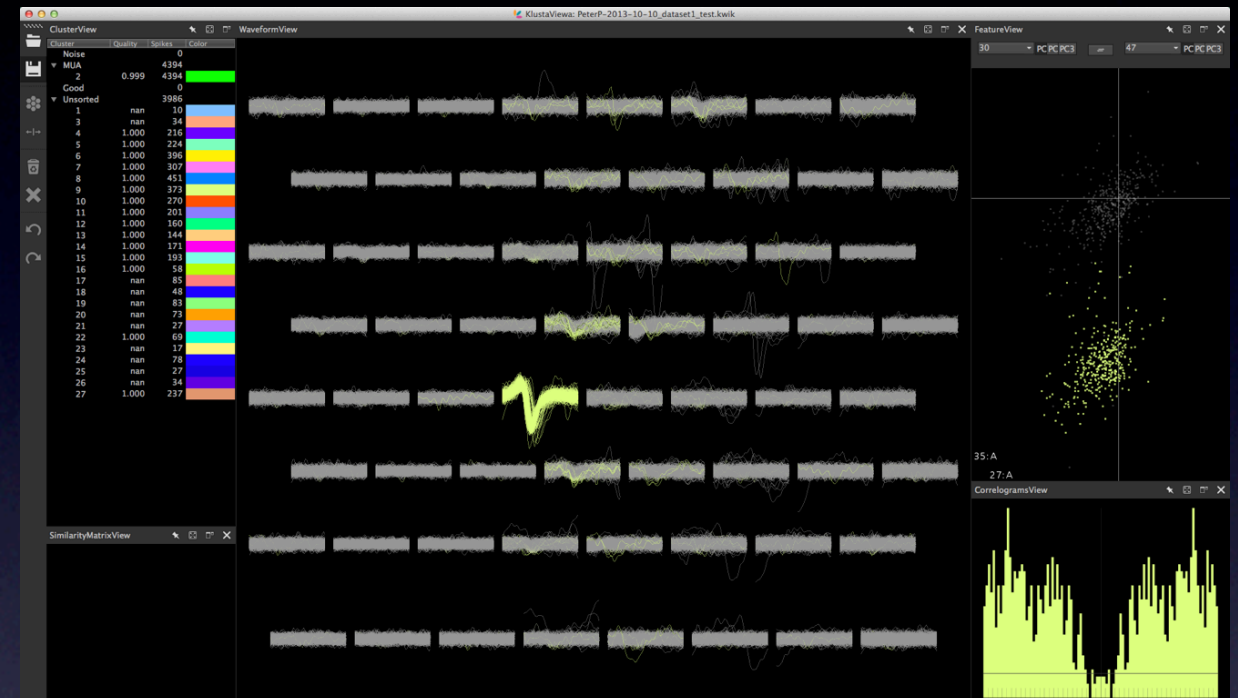 KlustaViewa: PeterP-2013-10-10_dataset1_test.kwik
ClusterView
Cluster Quality Spikes Color
Noise 0
MUA 4394
2 0.999 4394
Good 0
Unsorted 3986
1 nan 10
3 nan 34
4 1.000 216
5 1.000 224
6 1.000 396
7 1.000 307
8 1.000 451
9 1.000 373
10 1.000 270
11 1.000 201
12 1.000 160
13 1.000 144
14 1.000 171
15 1.000 193
16 1.000 58
17 nan 85
18 nan 48
19 nan 83
20 nan 73
21 nan 27
22 1.000 69
23 nan 17
24 nan 78
25 nan 27
26 nan 34
27 1.000 237
SimilarityMatrixView
WaveformView
FeatureView
30 PC PC PC3 47 PC PC PC3
35:A
27:A
CorrelogramsView